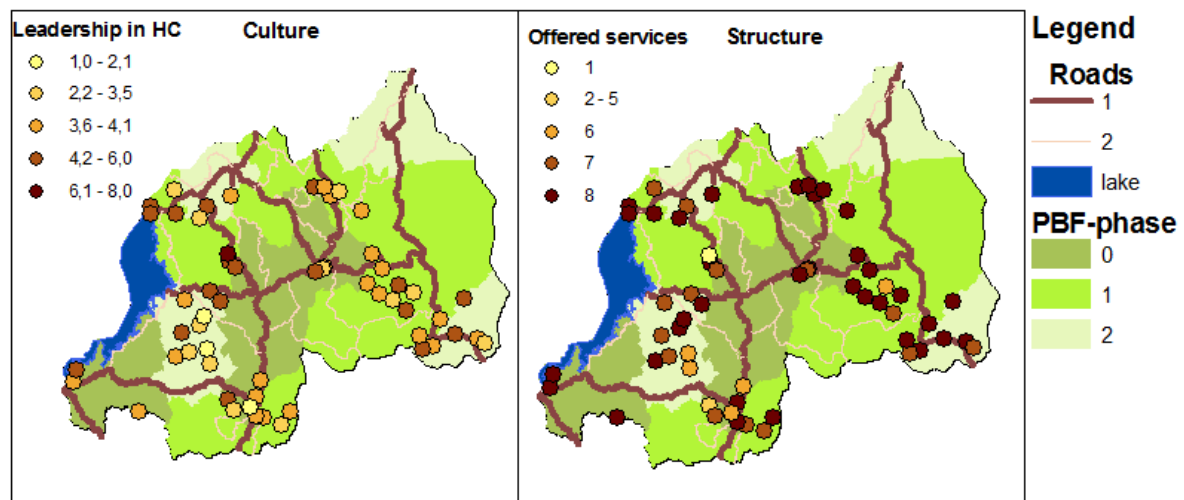 Leadership in HC
Culture
1,0 - 2,1
2,2 - 3,5
3,6 - 4,1
4,2 - 6,0
6,1 - 8,0
Offered services
Structure
1
2 - 5
6
7
8
Legend
Roads
1
2
lake
PBF-phase
0
1
2